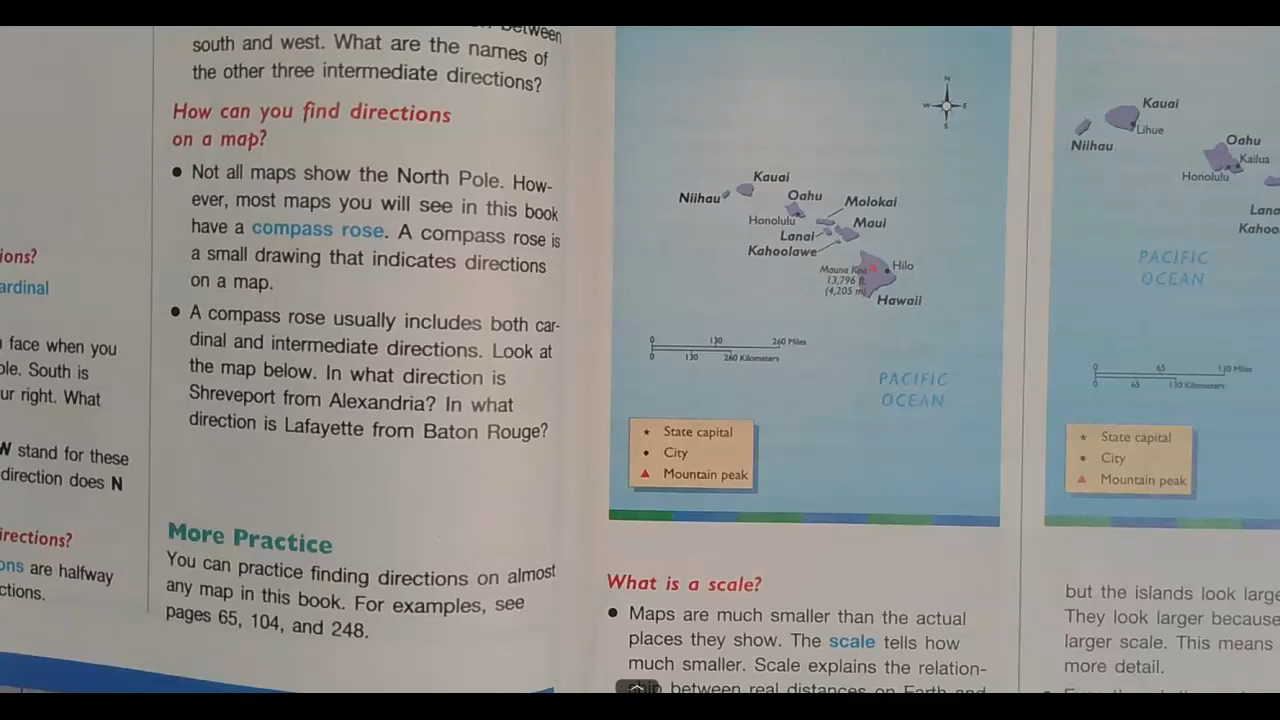 ions?
ardinal
face when you
ole. South is
ur right. What
W stand for these
direction does N
irections?
ons are halfway
ctions.
between
south and west. What are the names of
the other three intermediate directions?
How can you find directions
on a map?
• Not all maps show the North Pole. How-
ever, most maps you will see in this book
have a compass rose. A compass rose is
a small drawing that indicates directions
on a map.
• A compass rose usually includes both car-
dinal and intermediate directions. Look at
the map below. In what direction is
Shreveport from Alexandria? In what
direction is Lafayette from Baton Rouge?
More Practice
You can practice finding directions on almost
any map in this book. For examples, see
pages 65, 104, and 248.
N
W E
S
Kauai
Niihau
Oahu
Molokai
Honolulu
Maui
Lanai
Kahoolawe
Mauna Kea
Hilo
13,796 ft.
(4,205 m)
Hawaii
0 130 260 Miles
0 130 260 Kilometers
PACIFIC
OCEAN
State capital
City
Mountain peak
What is a scale?
• Maps are much smaller than the actual
places they show. The scale tells how
much smaller. Scale explains the relation-
ship between real distances on Earth and
Kauai
Lihue
Niihau
Oahu
Kailua
Honolulu
Lana
Kahoo
PACIFIC
OCEAN
0 65 130 Miles
0 65 130 Kilometers
State capital
City
Mountain peak
but the islands look large
They look larger because
larger scale. This means
more detail.